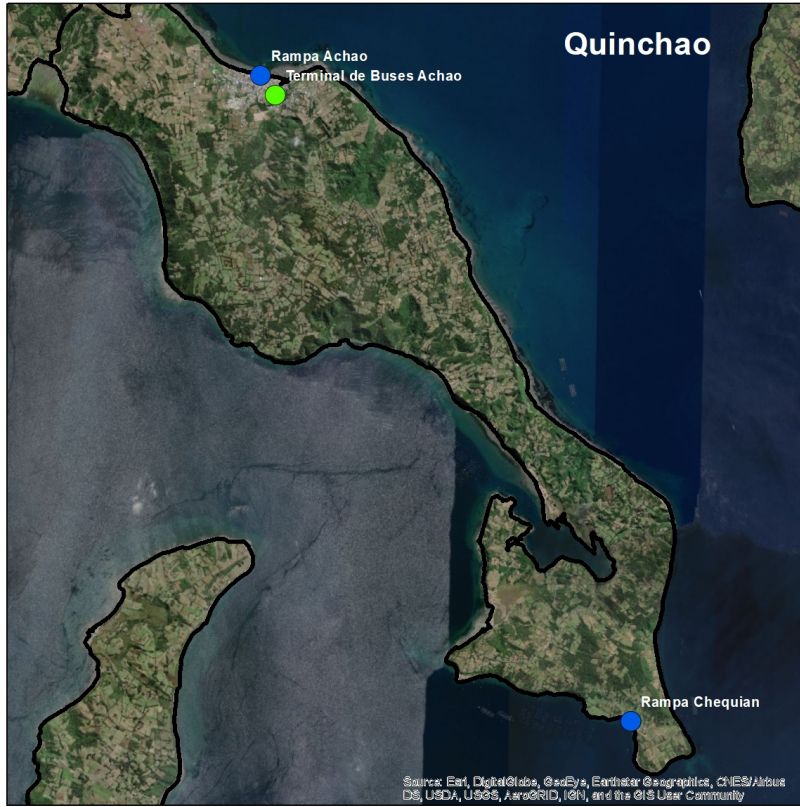 Quinchao
Rampa Achao
Terminal de Buses Achao
Rampa Chequian
Source: Esri, DigitalGlobe, GeoEye, Earthstar Geographics, CNES/Airbus
DS, USDA, USGS, AeroGRID, IGN, and the GIS User Community